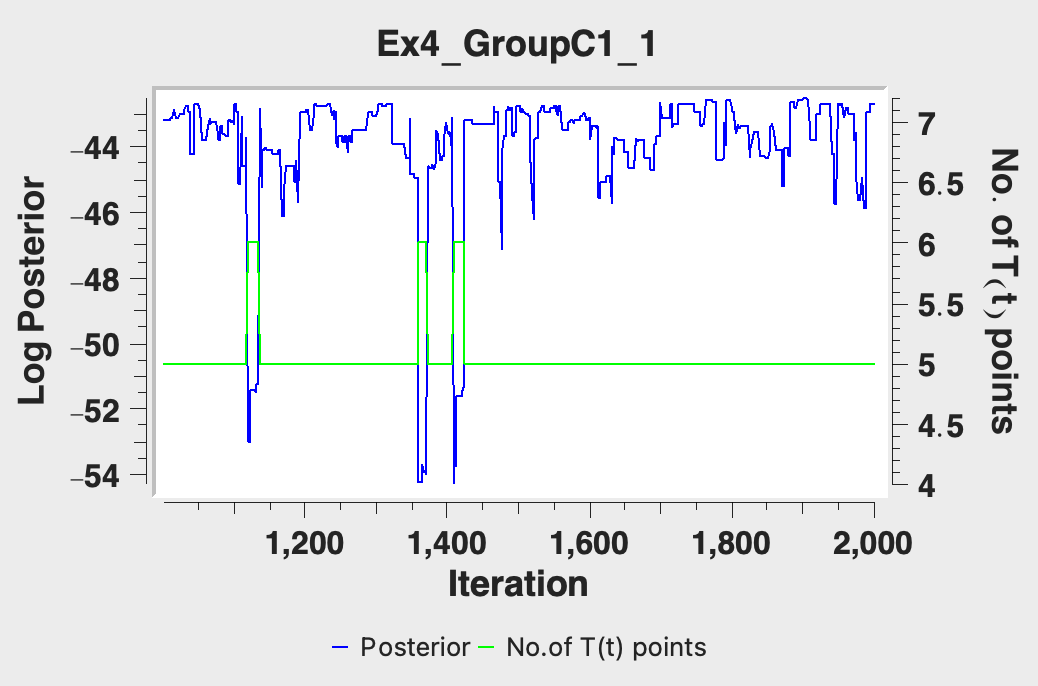 Ex4_GroupC1_1
Log Posterior
−44
−46
−48
−50
−52
−54
7
6.5
6
5.5
5
4.5
4
No. of T(t) points
1,200 1,400 1,600 1,800 2,000
Iteration
Posterior No.of T(t) points